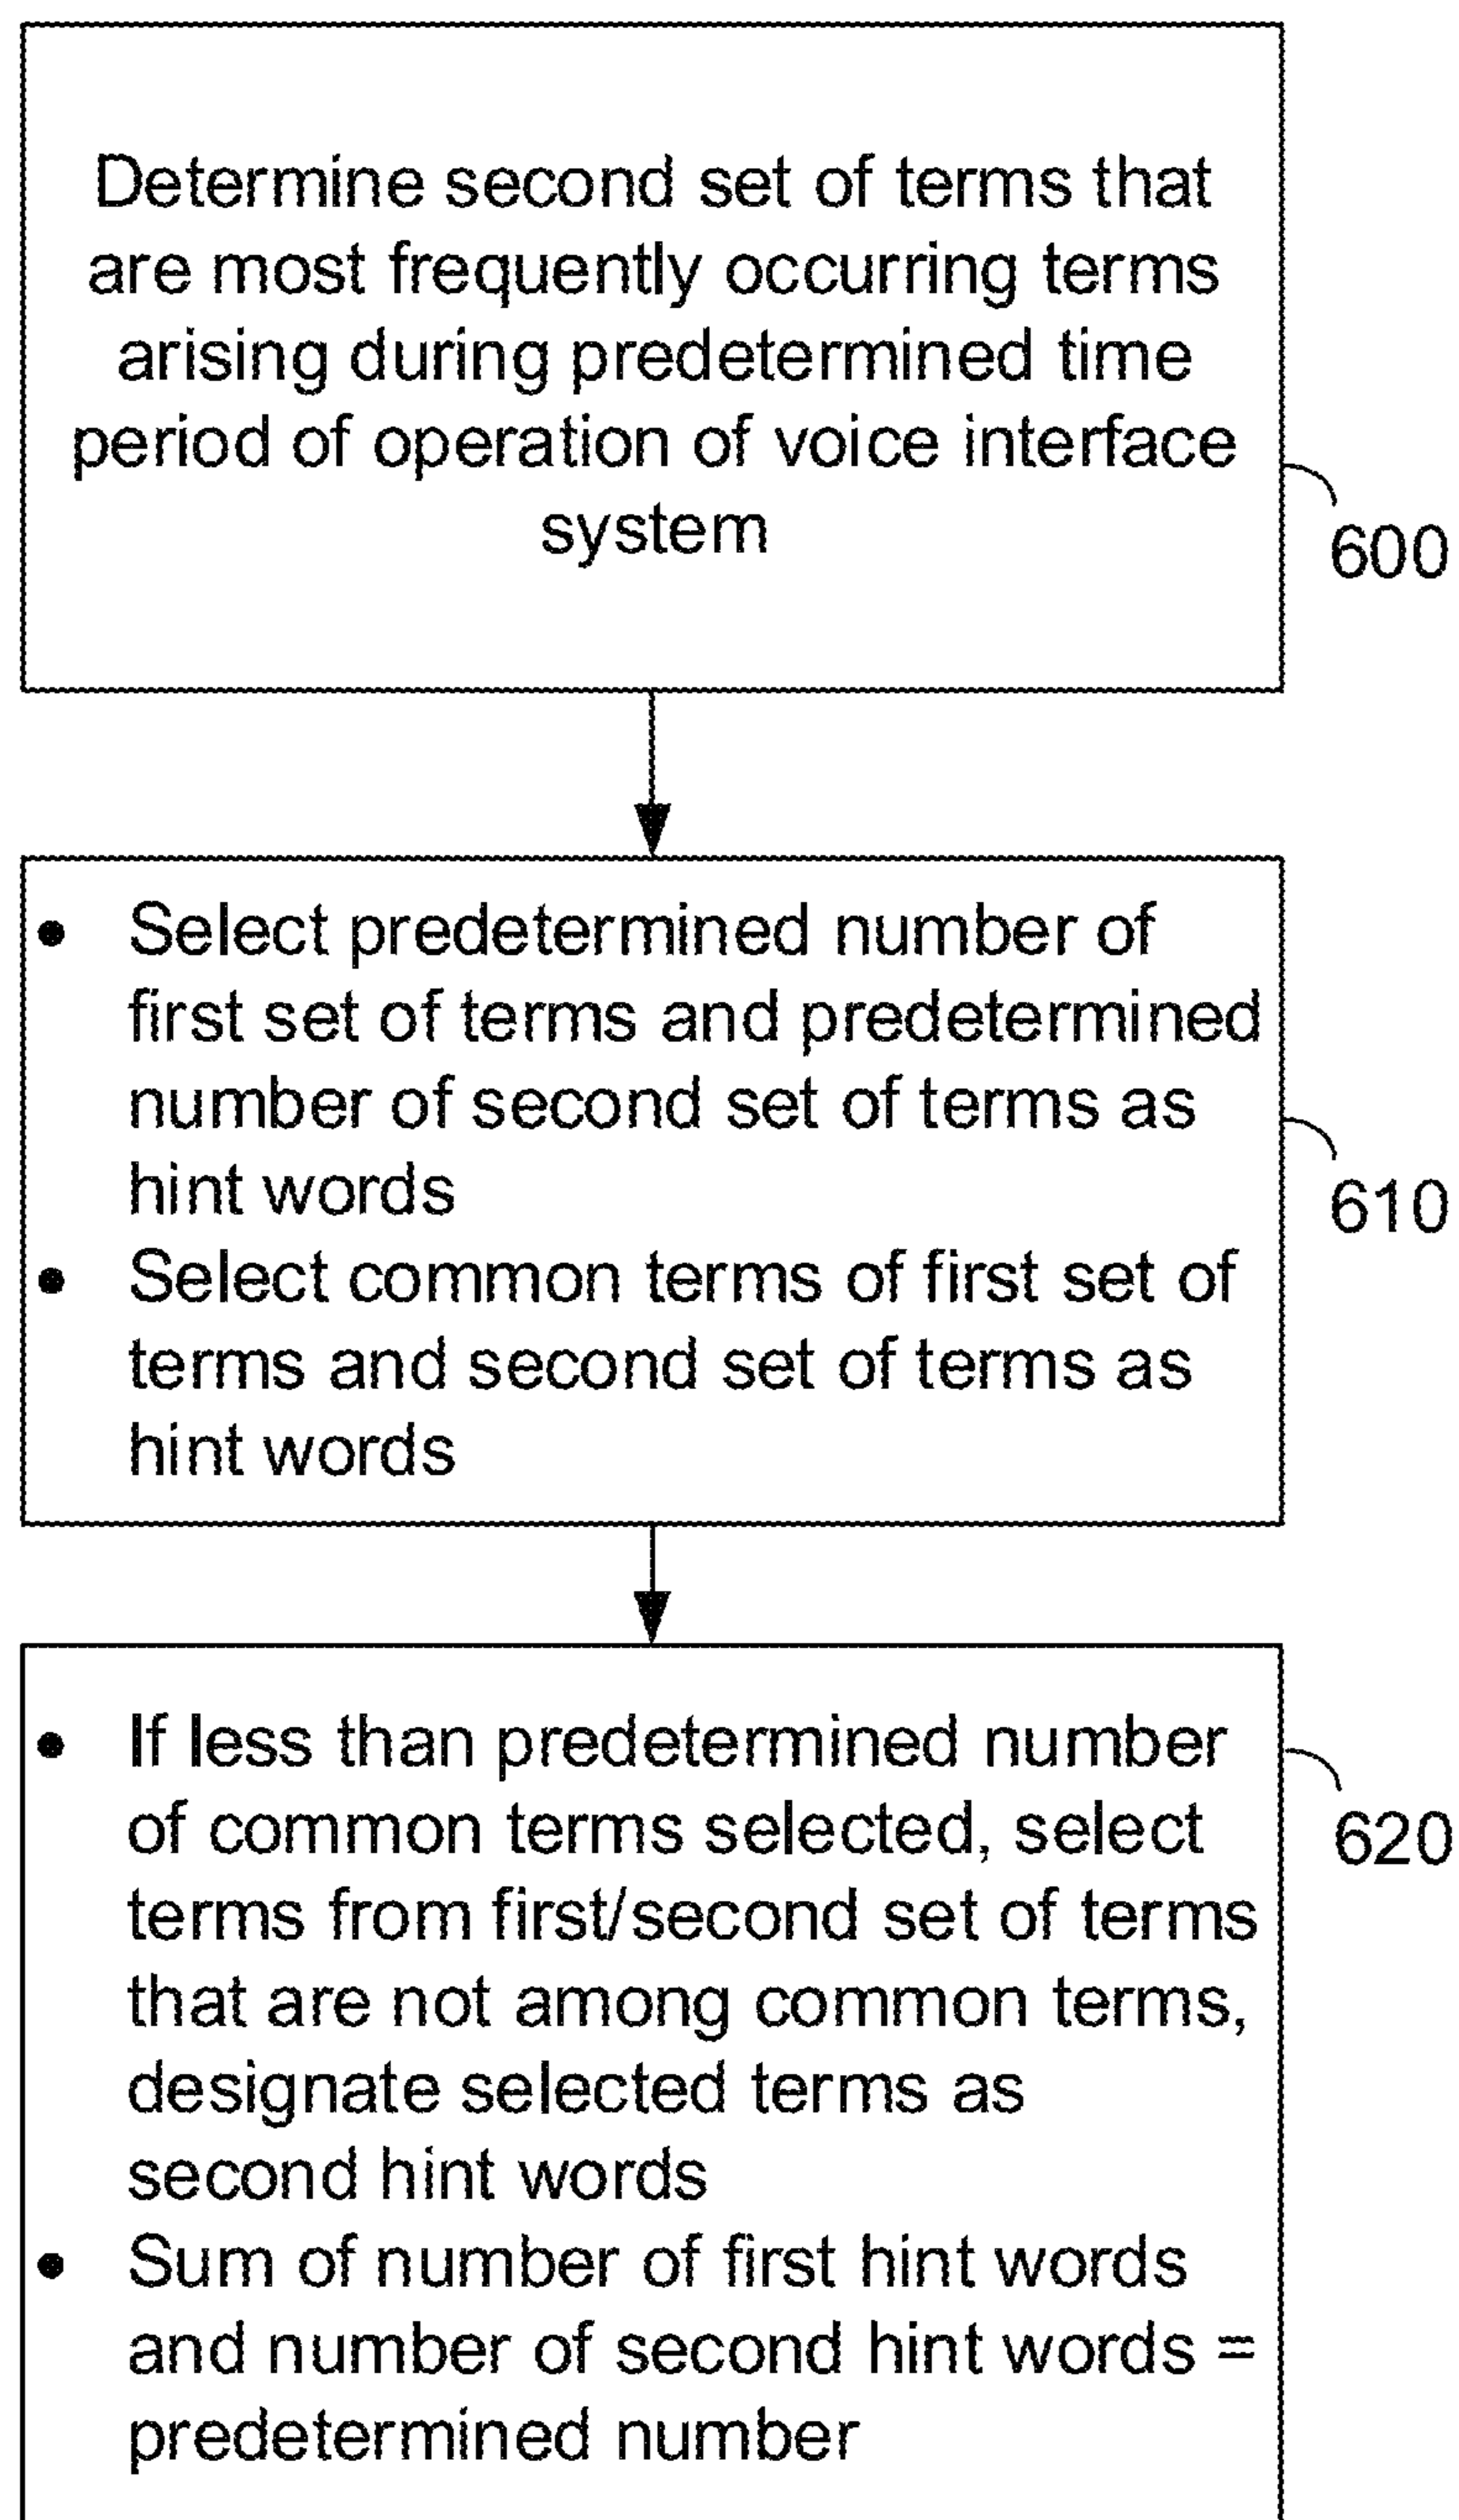 Determine second set of terms that
are most frequently occurring terms
arising during predetermined time
period of operation of voice interface
system
600
• Select predetermined number of
first set of terms and predetermined
number of second set of terms as
hint words
• Select common terms of first set of
terms and second set of terms as
hint words
610
• If less than predetermined number
of common terms selected, select
terms from first/second set of terms
that are not among common terms,
designate selected terms as
second hint words
• Sum of number of first hint words
and number of second hint words =
predetermined number
620